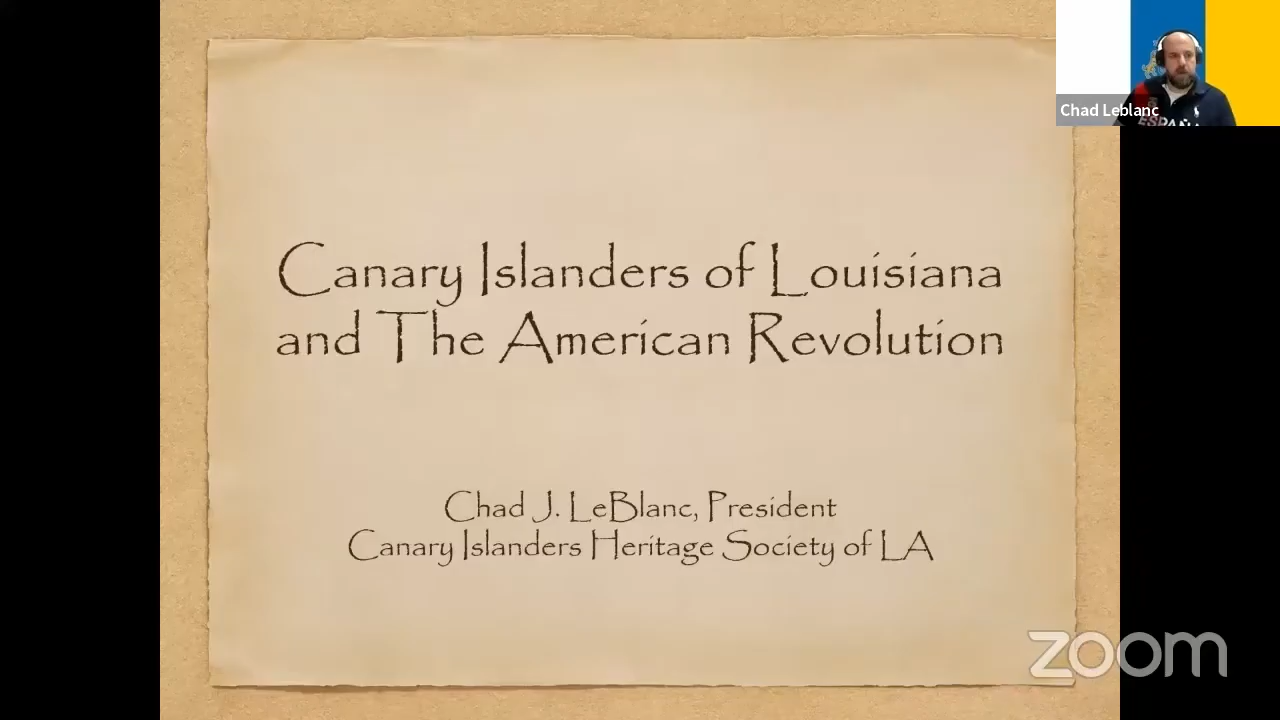 Chad Leblanc
ESPAÑA
Canary Islanders of Louisiana
and The American Revolution
Chad J. LeBlanc, President
Canary Islanders Heritage Society of LA
zoom